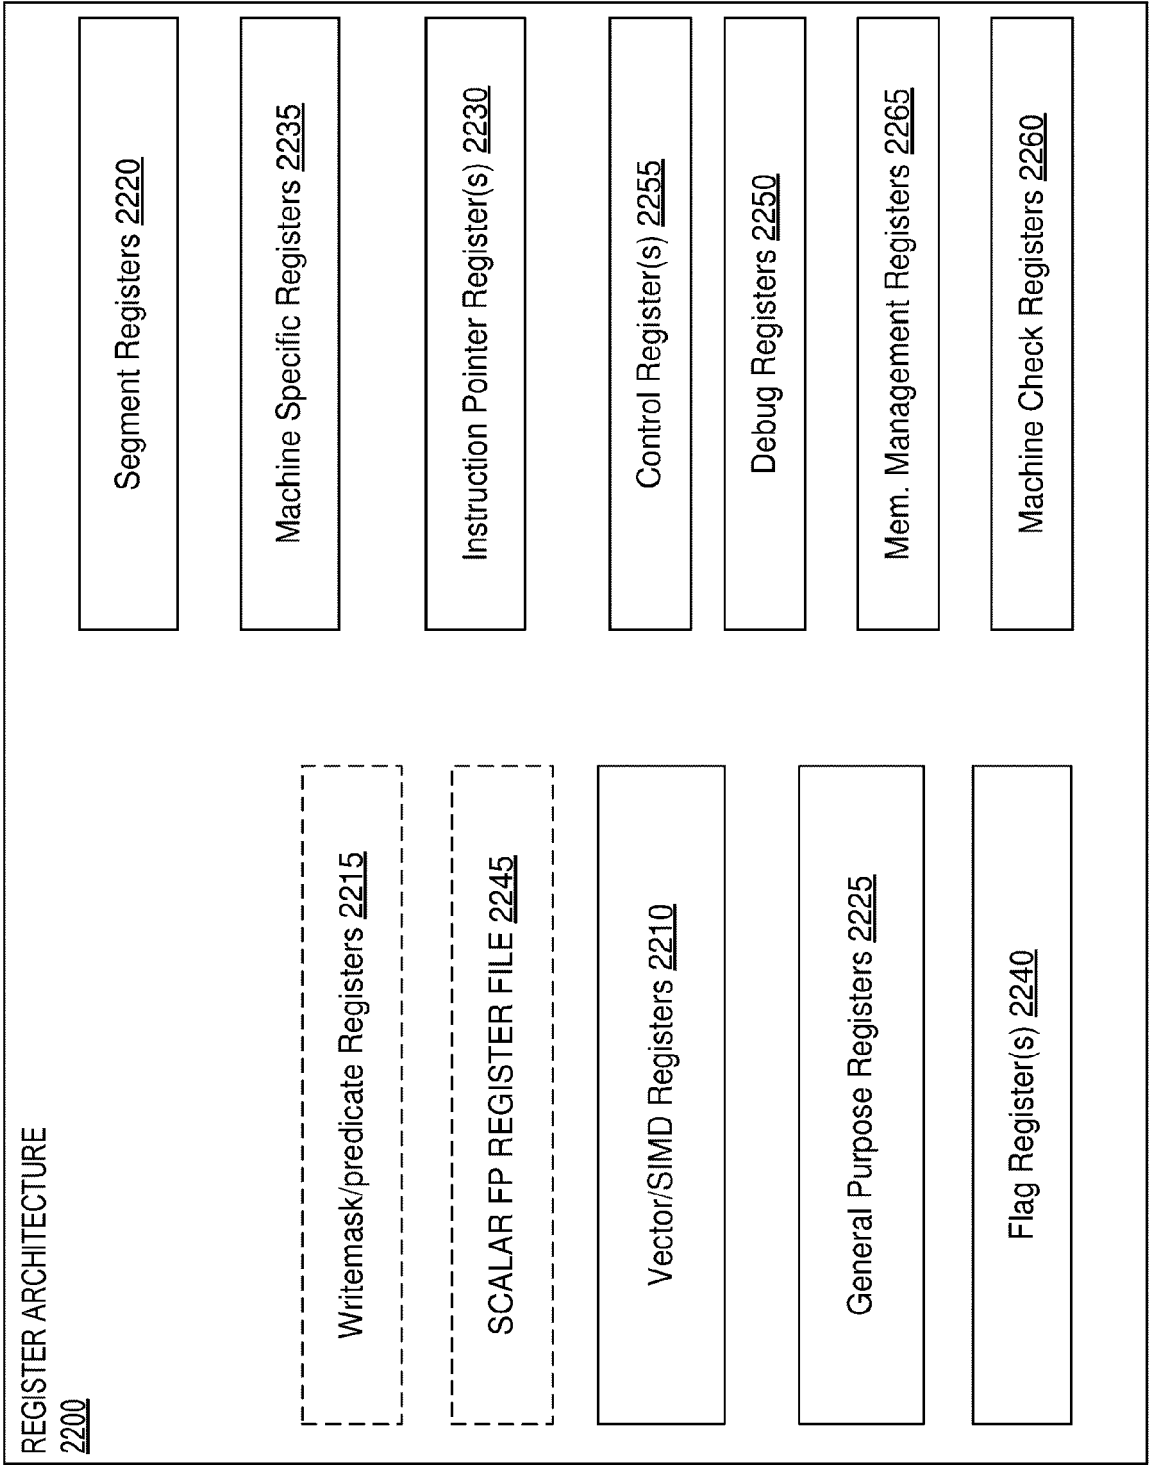 REGISTER ARCHITECTURE
2200
Writemask/predicate Registers 2215
SCALAR FP REGISTER FILE 2245
Vector/SIMD Registers 2210
General Purpose Registers 2225
Flag Register(s) 2240
Segment Registers 2220
Machine Specific Registers 2235
Instruction Pointer Register(s) 2230
Control Register(s) 2255
Debug Registers 2250
Mem. Management Registers 2265
Machine Check Registers 2260